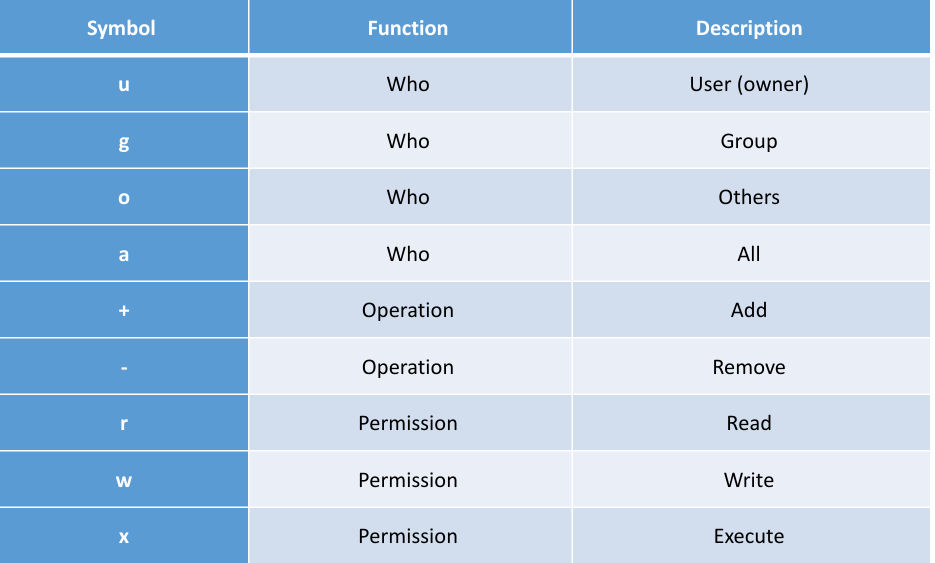 Symbol Function Description
u Who User (owner)
g Who Group
o Who Others
a Who All
+ Operation Add
- Operation Remove
r Permission Read
w Permission Write
x Permission Execute